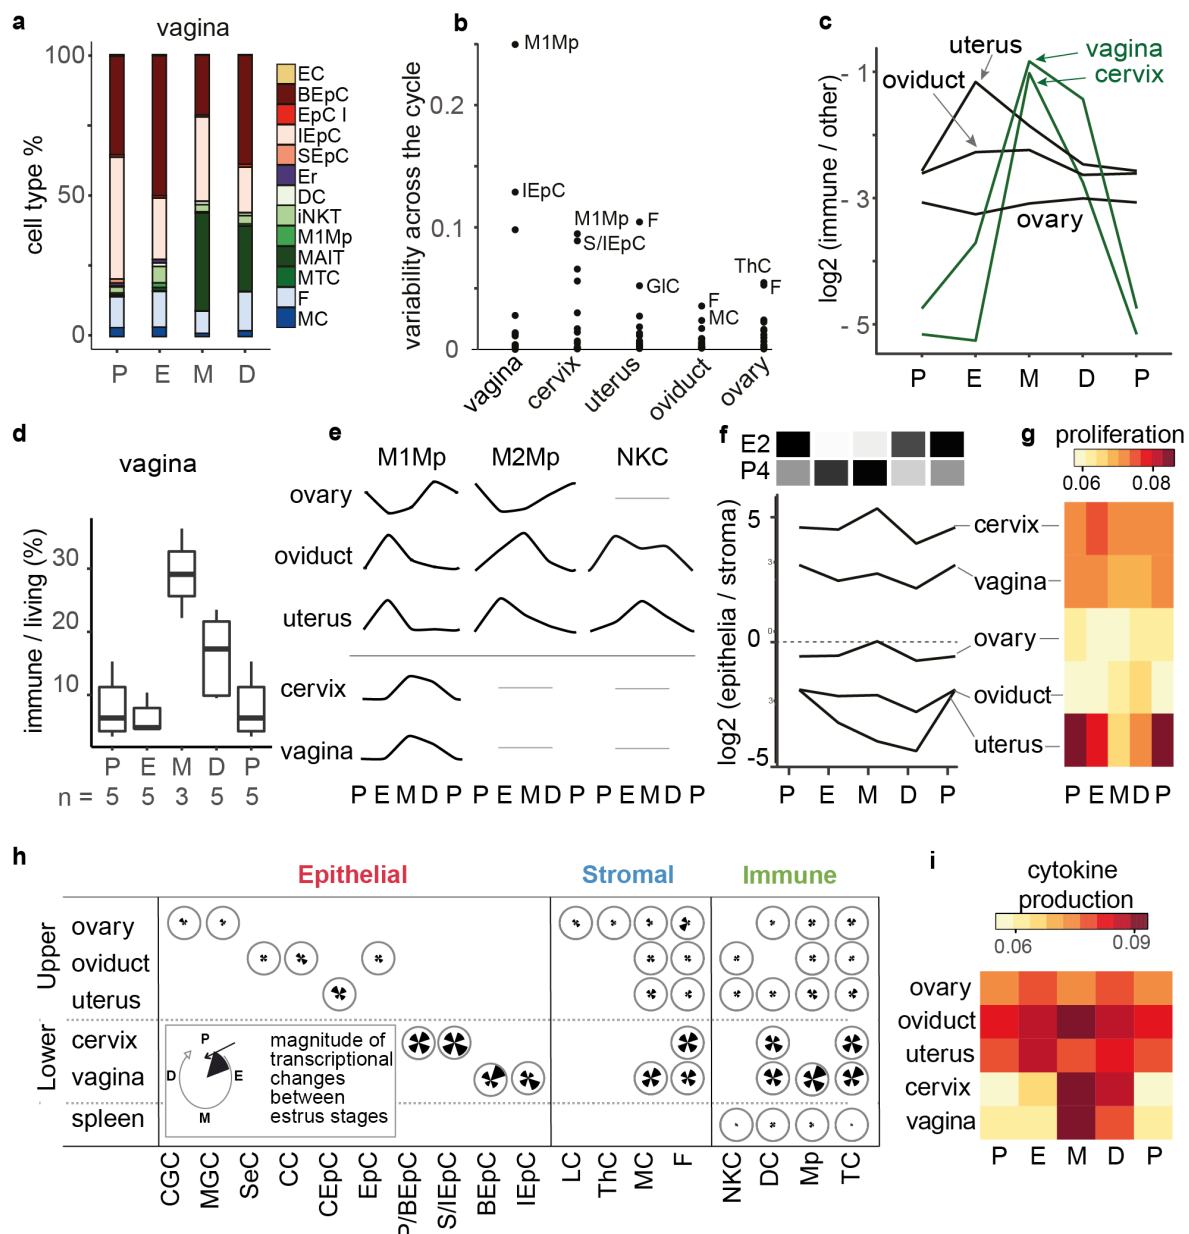 a
vagina
100
50
0
cell type %
P E M D
EC
BEpC
EpC I
IEpC
SEpC
Er
DC
iNKT
M1Mp
MAIT
MTC
F
MC
b
variability across the cycle
0.2
0.1
0
M1Mp
IEpC
M1Mp
S/IEpC
F
GIC
F
MC
ThC
F
vagina cervix uterus oviduct ovary
c
log2 (immune / other)
- 1
- 3
- 5
uterus
oviduct
vagina
cervix
ovary
P E M D P
d
vagina
immune / living (%)
30
20
10
P E M D P
n = 5 5 3 5 5
e
M1Mp M2Mp NKC
ovary
oviduct
uterus
cervix
vagina
P E M D P P E M D P P E M D P
f
E2
P4
log2 (epithelia / stroma)
5
3
0
0
3
-5
P E M D P
cervix
vagina
ovary
oviduct
uterus
g
proliferation
0.06 0.08
P E M D P
h
Epithelial Stromal Immune
Upper
ovary
oviduct
uterus
Lower
cervix
vagina
spleen
P
E
M
D
magnitude of
transcriptional
changes
between
estrus stages
CGC MGC SeC CC CEpC EpC P/BEpC S/IEpC BEpC IEpC LC ThC MC F NKC DC Mp TC
i
cytokine
production
0.06 0.09
ovary
oviduct
uterus
cervix
vagina
P E M D P